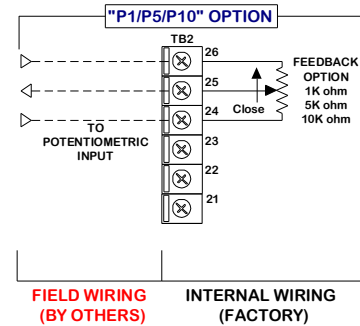 "P1/P5/P10" OPTION
TB2
26
25
24
23
22
21
Close
FEEDBACK
OPTION
1K ohm
5K ohm
10K ohm
TO
POTENTIOMETRIC
INPUT
FIELD WIRING
(BY OTHERS)
INTERNAL WIRING
(FACTORY)